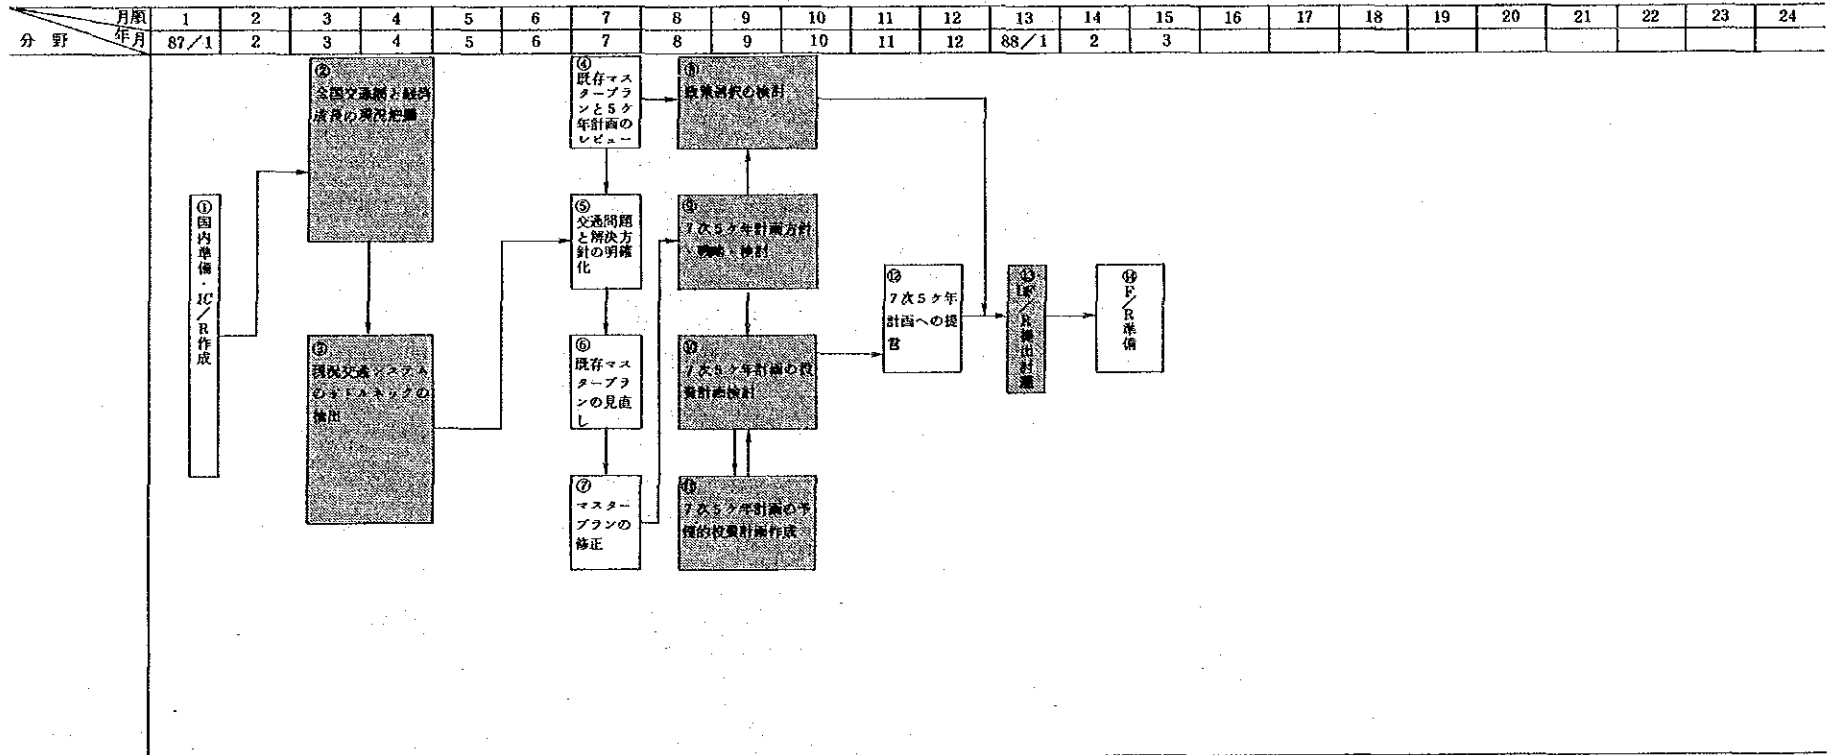 月順 1 2 3 4 5 6 7 8 9 10 11 12 13 14 15 16 17 18 19 20 21 22 23 24
分野 年月 87/1 2 3 4 5 6 7 8 9 10 11 12 88/1 2 3
①国内準備・IC/R作成
②
全国交通網と経済
成長の現況把握
③
現況交通システム
のボトルネックの
検出
④
既存マス
タープラ
ンと5ケ
年計画の
レビュー
⑤
交通問題
と解決方
針の明確
化
⑥
既存マス
タープラ
ンの見直
し
⑦
マスター
プランの
修正
⑧
政策選択の検討
⑨
7次5ケ年計画方針
・戦略・検討
⑩
7次5ケ年計画の投
資計画検討
⑪
7次5ケ年計画の予
備的投資計画作成
⑫
7次5ケ年
計画への提
言
⑬DF/R提出討議
⑭F/R準備